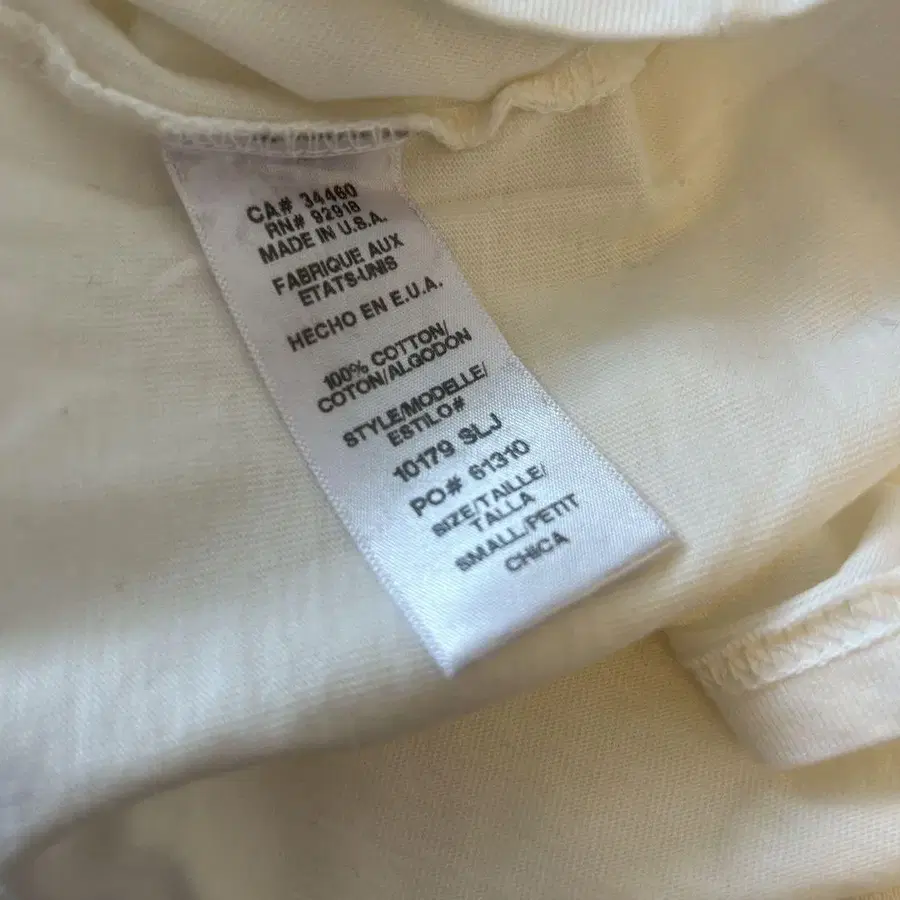 CA# 34460
RN# 92918
MADE IN U.S.A.
FABRIQUE AUX
ETATS-UNIS
HECHO EN E.U.A.
100% COTTON/
COTON/ALGODON
STYLE/MODELLE/
ESTILO#
10179 SLJ
PO# 61310
SIZE/TAILLE/
TALLA
SMALL/PETIT
CHICA